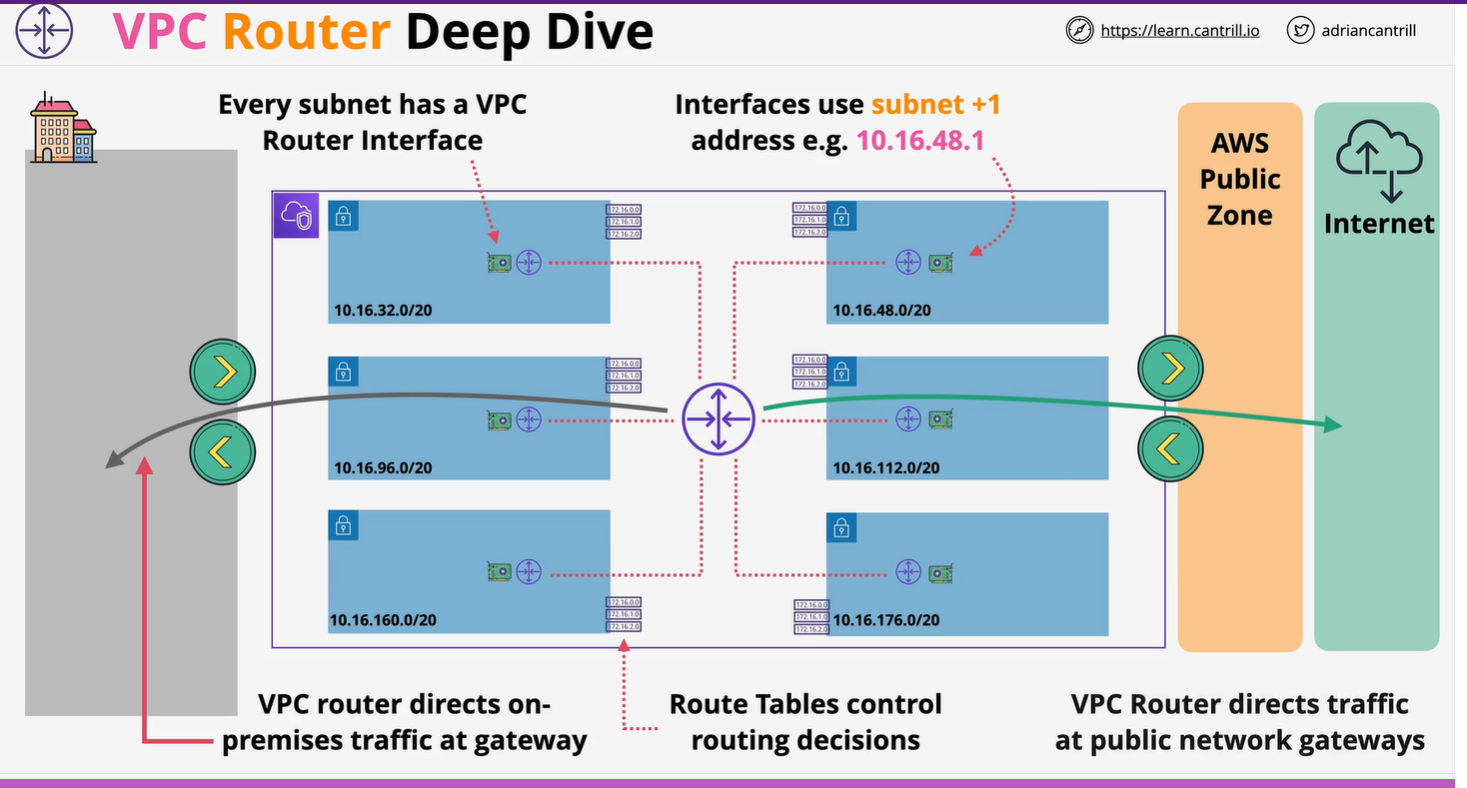 VPC Router Deep Dive
https://learn.cantrill.io
adriancantrill
Every subnet has a VPC
Router Interface
Interfaces use subnet +1
address e.g. 10.16.48.1
AWS
Public
Zone
Internet
172.16.0.0
172.16.1.0
172.16.2.0
10.16.32.0/20
172.16.0.0
172.16.1.0
172.16.2.0
10.16.48.0/20
172.16.0.0
172.16.1.0
172.16.2.0
10.16.96.0/20
172.16.0.0
172.16.1.0
172.16.2.0
10.16.112.0/20
172.16.0.0
172.16.1.0
172.16.2.0
10.16.160.0/20
172.16.0.0
172.16.1.0
172.16.2.0
10.16.176.0/20
VPC router directs on-
premises traffic at gateway
Route Tables control
routing decisions
VPC Router directs traffic
at public network gateways